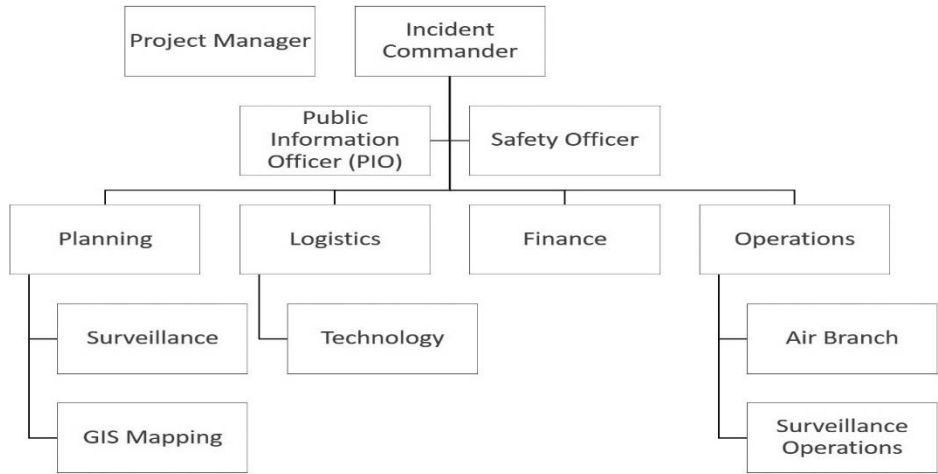 Project Manager
Incident
Commander
Public
Information
Officer (PIO)
Safety Officer
Planning
Logistics
Finance
Operations
Surveillance
Technology
Air Branch
GIS Mapping
Surveillance
Operations